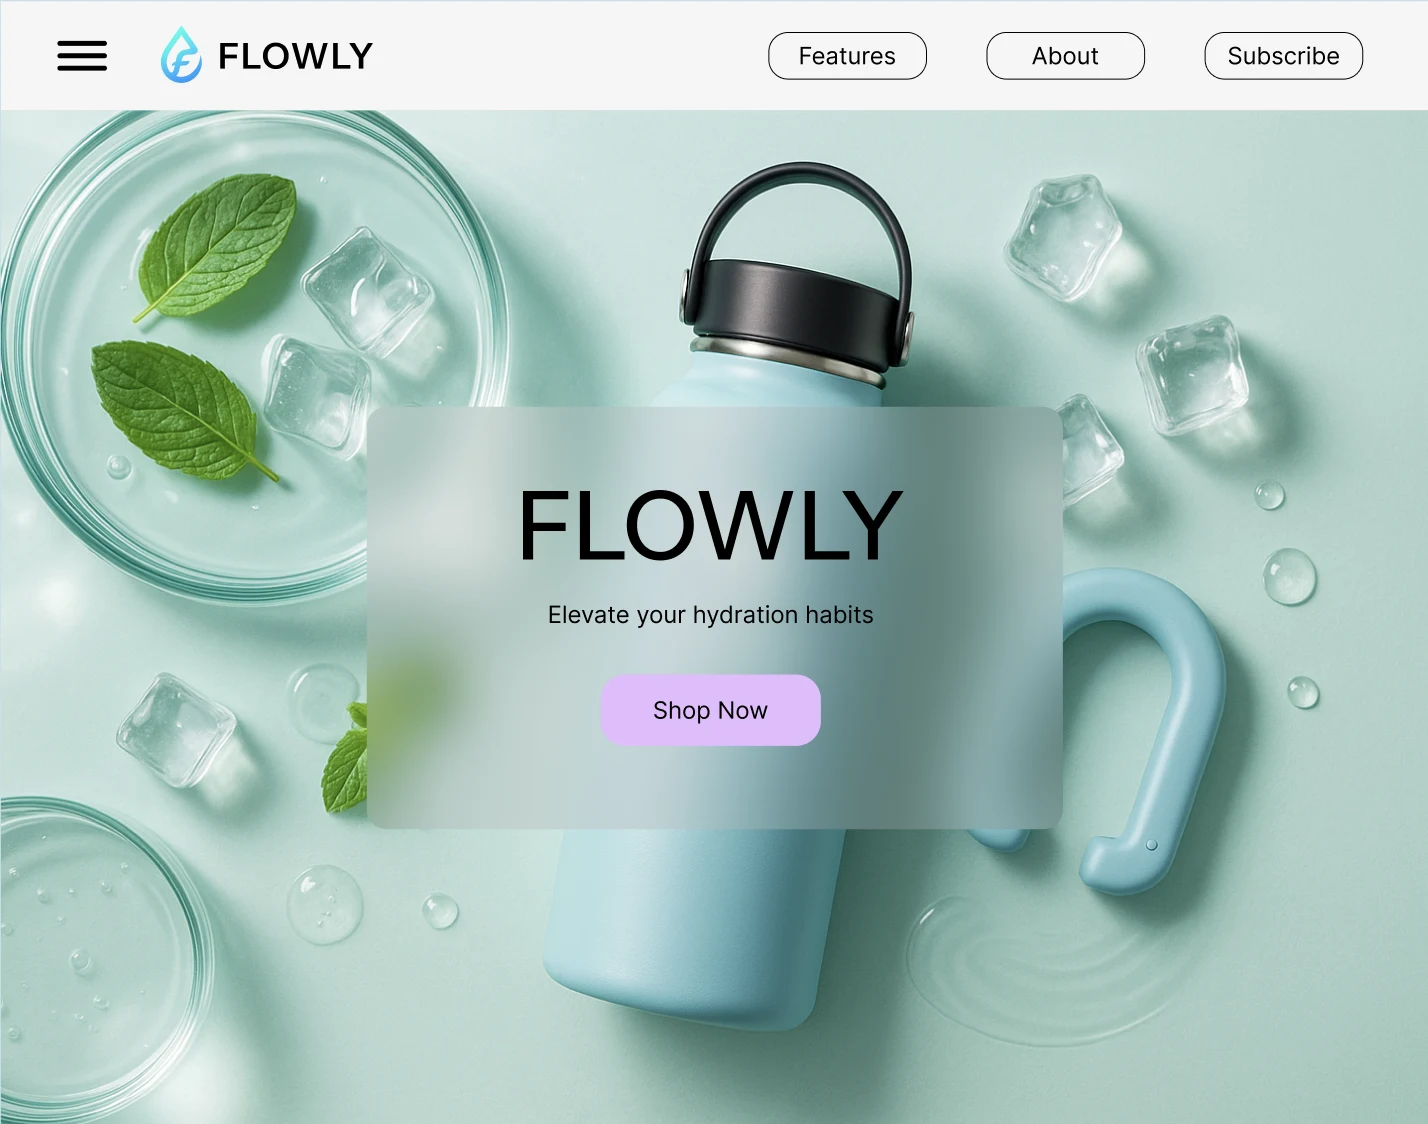 FLOWLY
Features
About
Subscribe
FLOWLY
Elevate your hydration habits
Shop Now